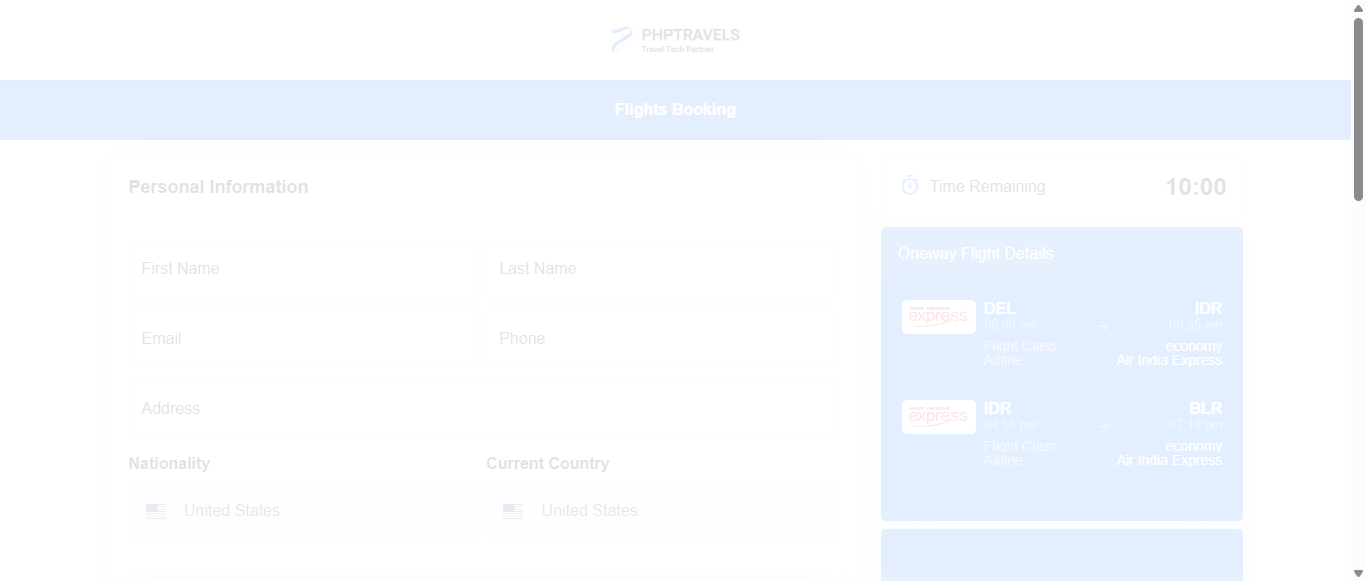 PHPTRAVELS
Travel Tech Partner
Flights Booking
Personal Information
First Name
Last Name
Email
Phone
Address
Nationality
Current Country
United States
United States
Time Remaining
10:00
Oneway Flight Details
express
DEL
IDR
08:00 am
09:35 am
Flight Class
economy
Airline
Air India Express
express
IDR
BLR
04:55 pm
07:10 pm
Flight Class
economy
Airline
Air India Express